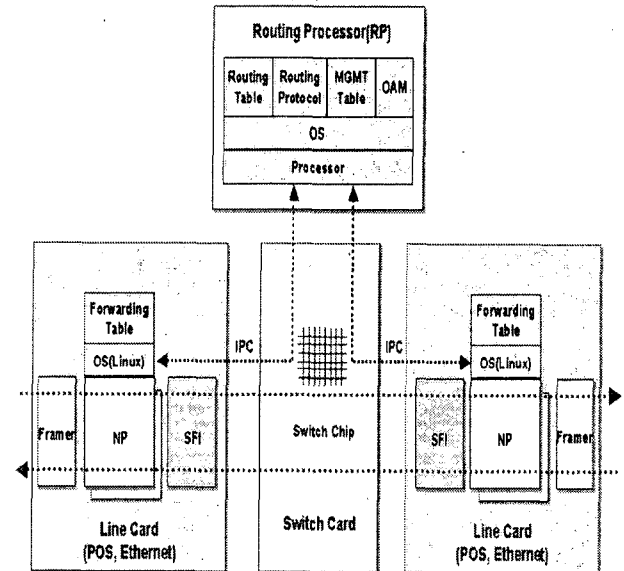 Routing Processor(RP)
Routing Table
Routing Protocol
MGMT Table
OAM
OS
Processor
Forwarding Table
OS(Linux)
IPC
IPC
Forwarding Table
OS(Linux)
Framer
NP
SFI
Switch Chip
SFI
NP
Framer
Line Card
(POS, Ethernet)
Switch Card
Line Card
(POS, Ethernet)